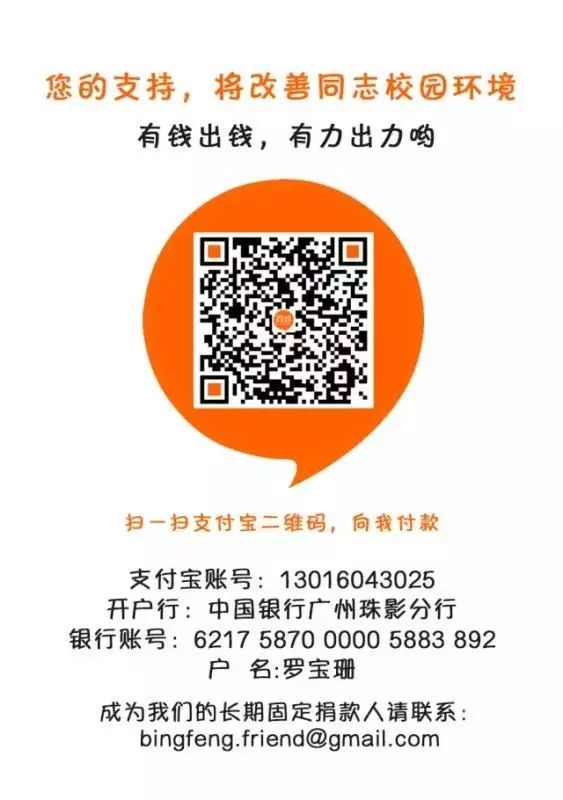 您的支持，将改善同志校园环境
有钱出钱，有力出力哟
扫一扫支付宝二维码，向我付款
支付宝账号：13016043025
开户行：中国银行广州珠影分行
银行账号：6217 5870 0000 5883 892
户 名:罗宝珊
成为我们的长期固定捐款人请联系：
bingfeng.friend@gmail.com